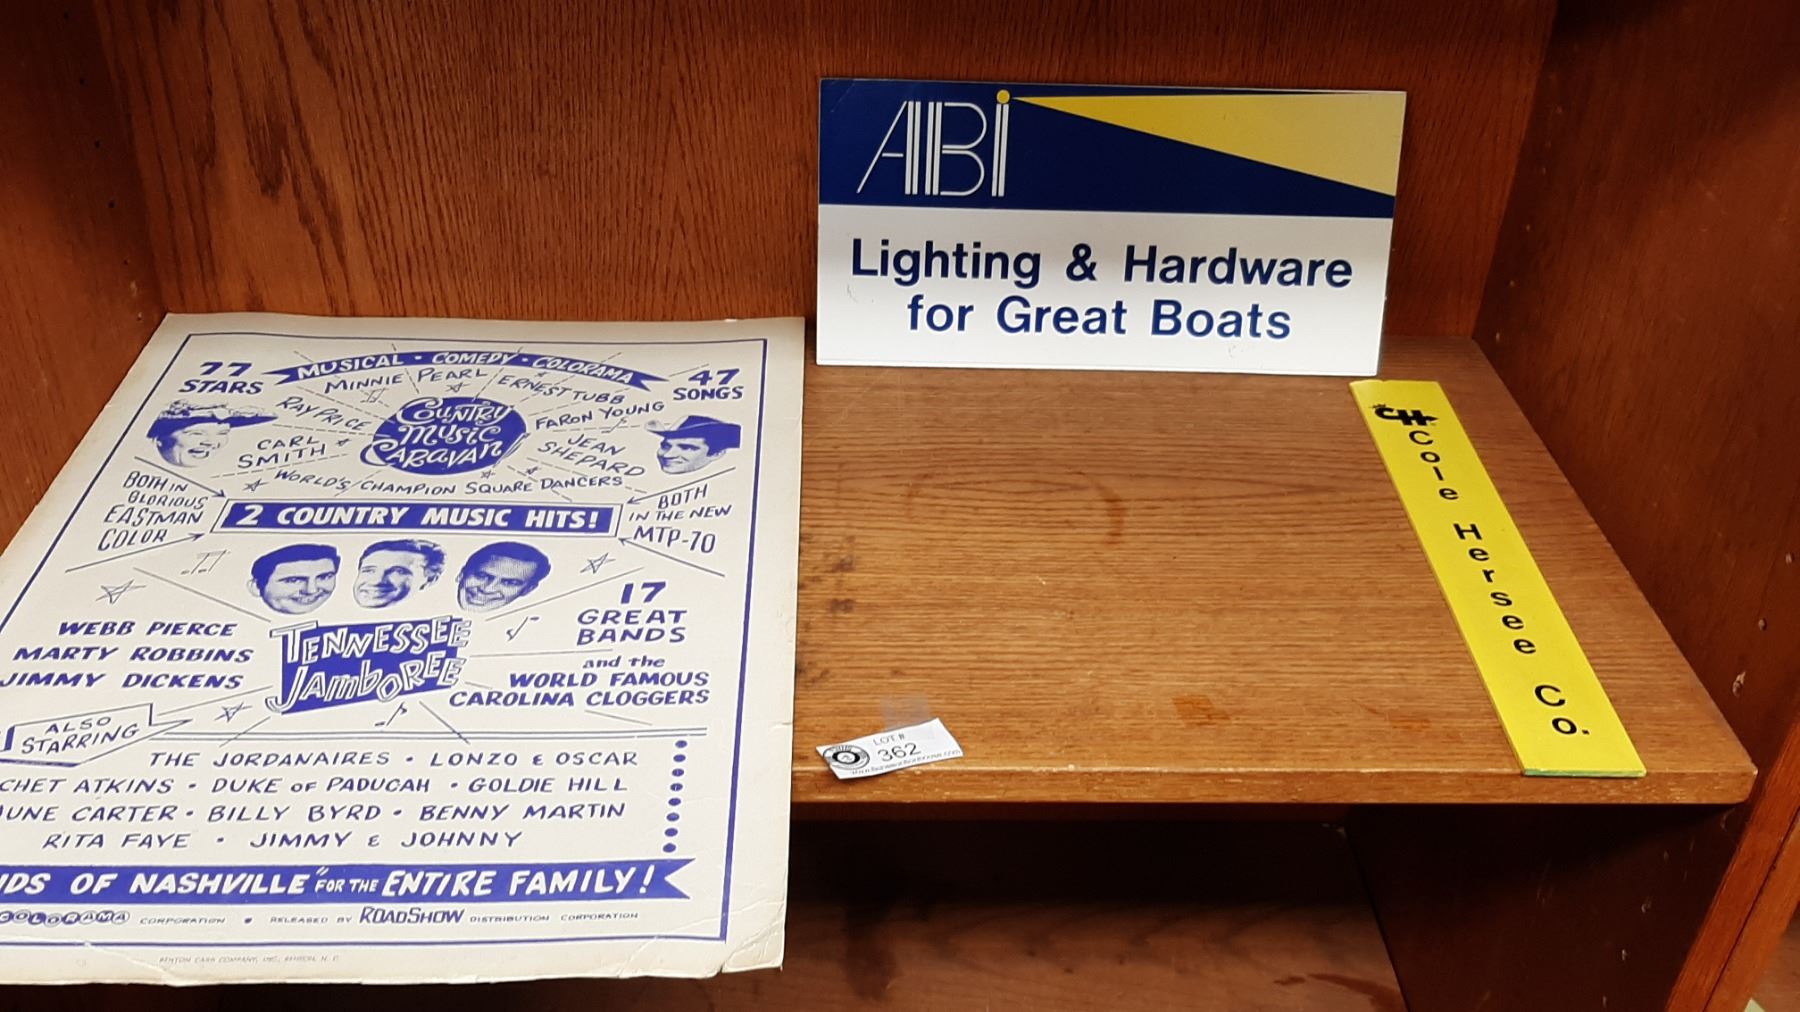 77
STARS
MUSICAL · COMEDY · COLORAMA
47
SONGS
MINNIE PEARL
ERNEST TUBB
RAY PRICE
FARON YOUNG
COUNTRY
MUSIC
CARAVAN
CARL
SMITH
JEAN
SHEPARD
WORLD'S CHAMPION SQUARE DANCERS
BOTH IN
GLORIOUS
EASTMAN
COLOR
2 COUNTRY MUSIC HITS!
BOTH
IN THE NEW
MTP-70
17
GREAT
BANDS
WEBB PIERCE
MARTY ROBBINS
JIMMY DICKENS
TENNESSEE
JAMBOREE
and the
WORLD FAMOUS
CAROLINA CLOGGERS
ALSO
STARRING
THE JORDANAIRES · LONZO & OSCAR
CHET ATKINS · DUKE OF PADUCAH · GOLDIE HILL
JUNE CARTER · BILLY BYRD · BENNY MARTIN
RITA FAYE · JIMMY & JOHNNY
OF NASHVILLE" FOR THE ENTIRE FAMILY!
COLORAMA CORPORATION · RELEASED BY ROADSHOW DISTRIBUTION CORPORATION
ABI
Lighting & Hardware
for Great Boats
CH
Cole Hersee Co.
LOT #
362